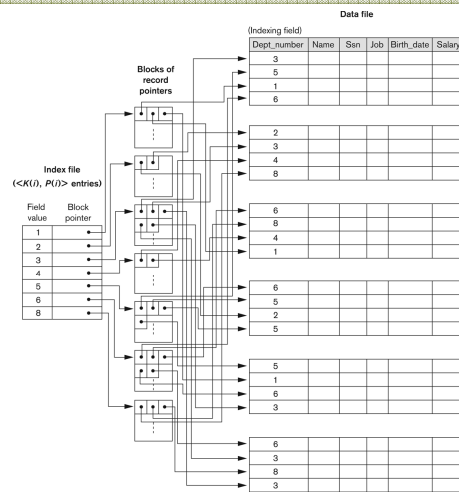 Data file
(Indexing field)
Dept_number Name Ssn Job Birth_date Salary
3
5
1
6
2
3
4
8
6
8
4
1
6
5
2
5
5
1
6
3
6
3
8
3
Blocks of
record
pointers
Index file
(<K(i), P(i)> entries)
Field
value
Block
pointer
1
2
3
4
5
6
8